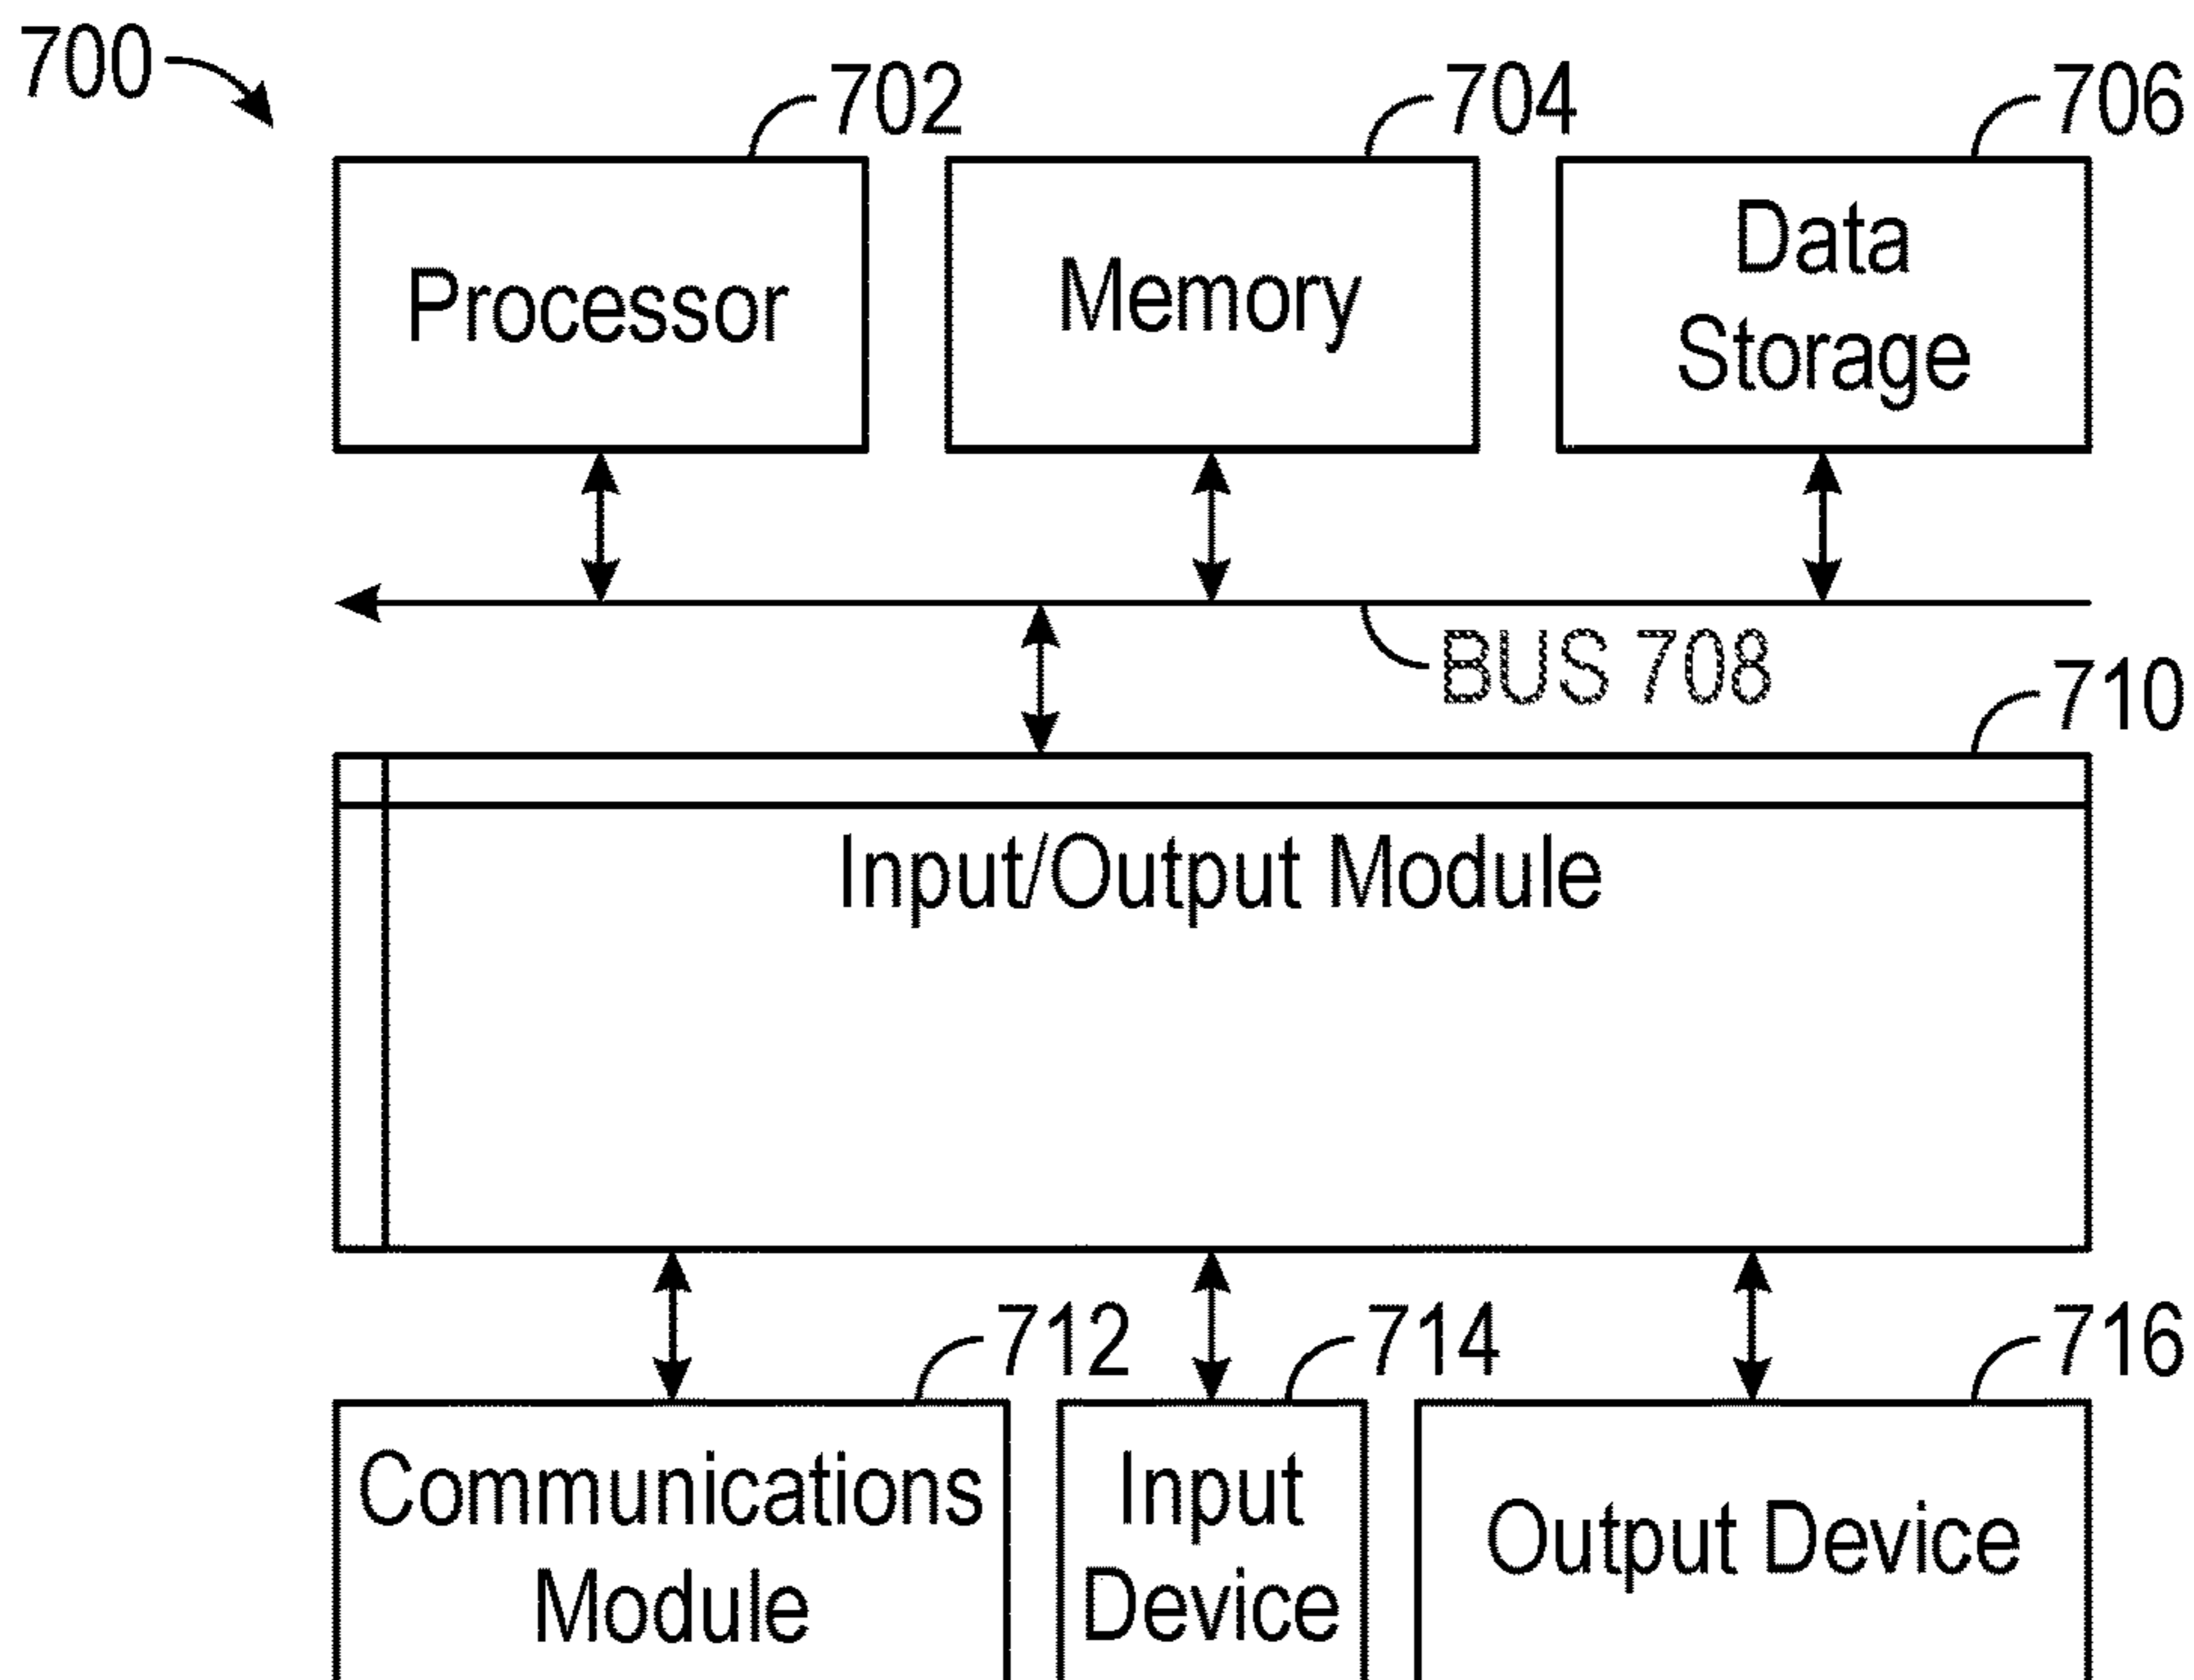 700
702
704
706
Processor
Memory
Data
Storage
BUS 708
710
Input/Output Module
712
714
716
Communications
Module
Input
Device
Output Device